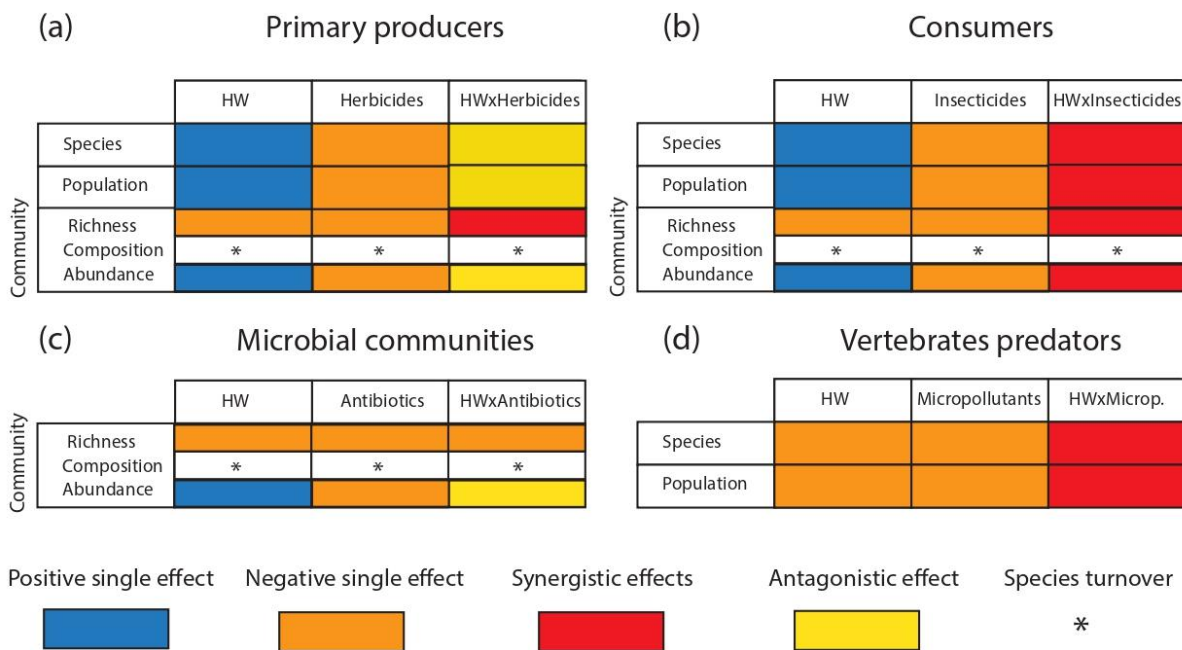 (a) Primary producers
HW Herbicides HWxHerbicides
Species
Population
Community
Richness
Composition * * *
Abundance
(b) Consumers
HW Insecticides HWxInsecticides
Species
Population
Community
Richness
Composition * * *
Abundance
(c) Microbial communities
HW Antibiotics HWxAntibiotics
Community
Richness
Composition * * *
Abundance
(d) Vertebrates predators
HW Micropollutants HWxMicrop.
Species
Population
Positive single effect Negative single effect Synergistic effects Antagonistic effect Species turnover
*